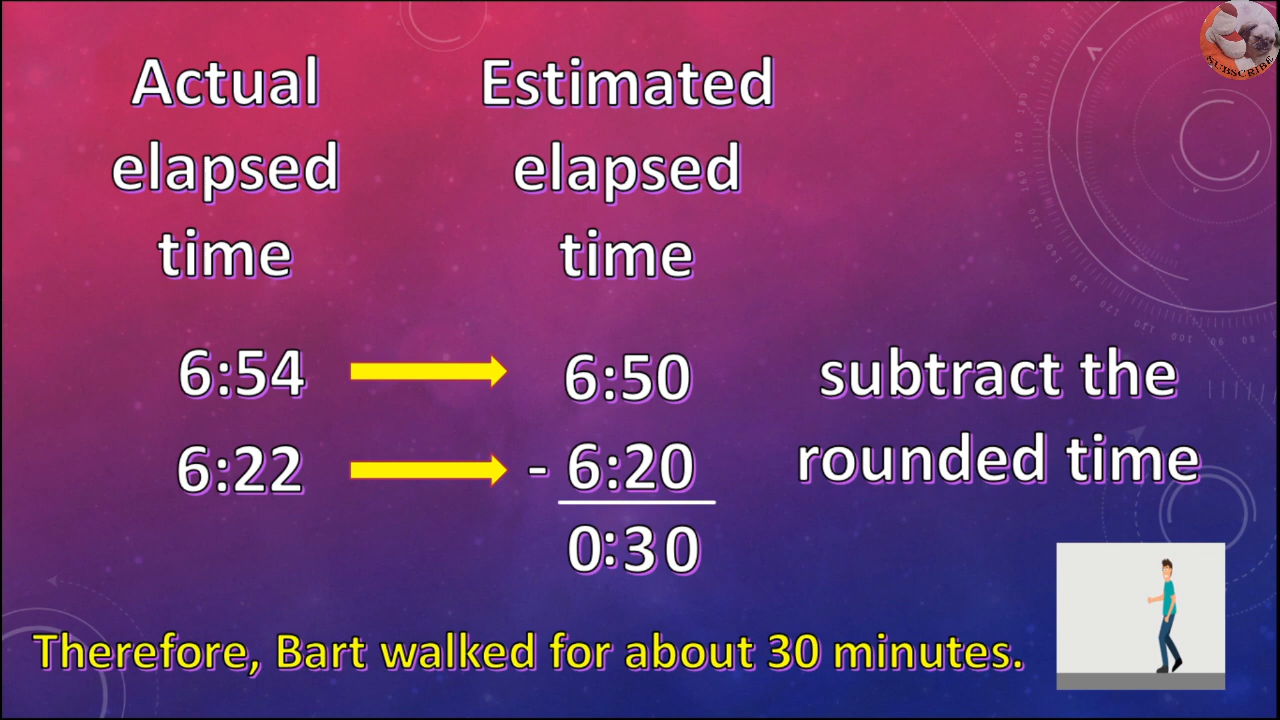 Actual
elapsed
time
Estimated
elapsed
time
6:54
6:22
6:50
- 6:20
0:30
subtract the
rounded time
Therefore, Bart walked for about 30 minutes.
SUBSCRIBE